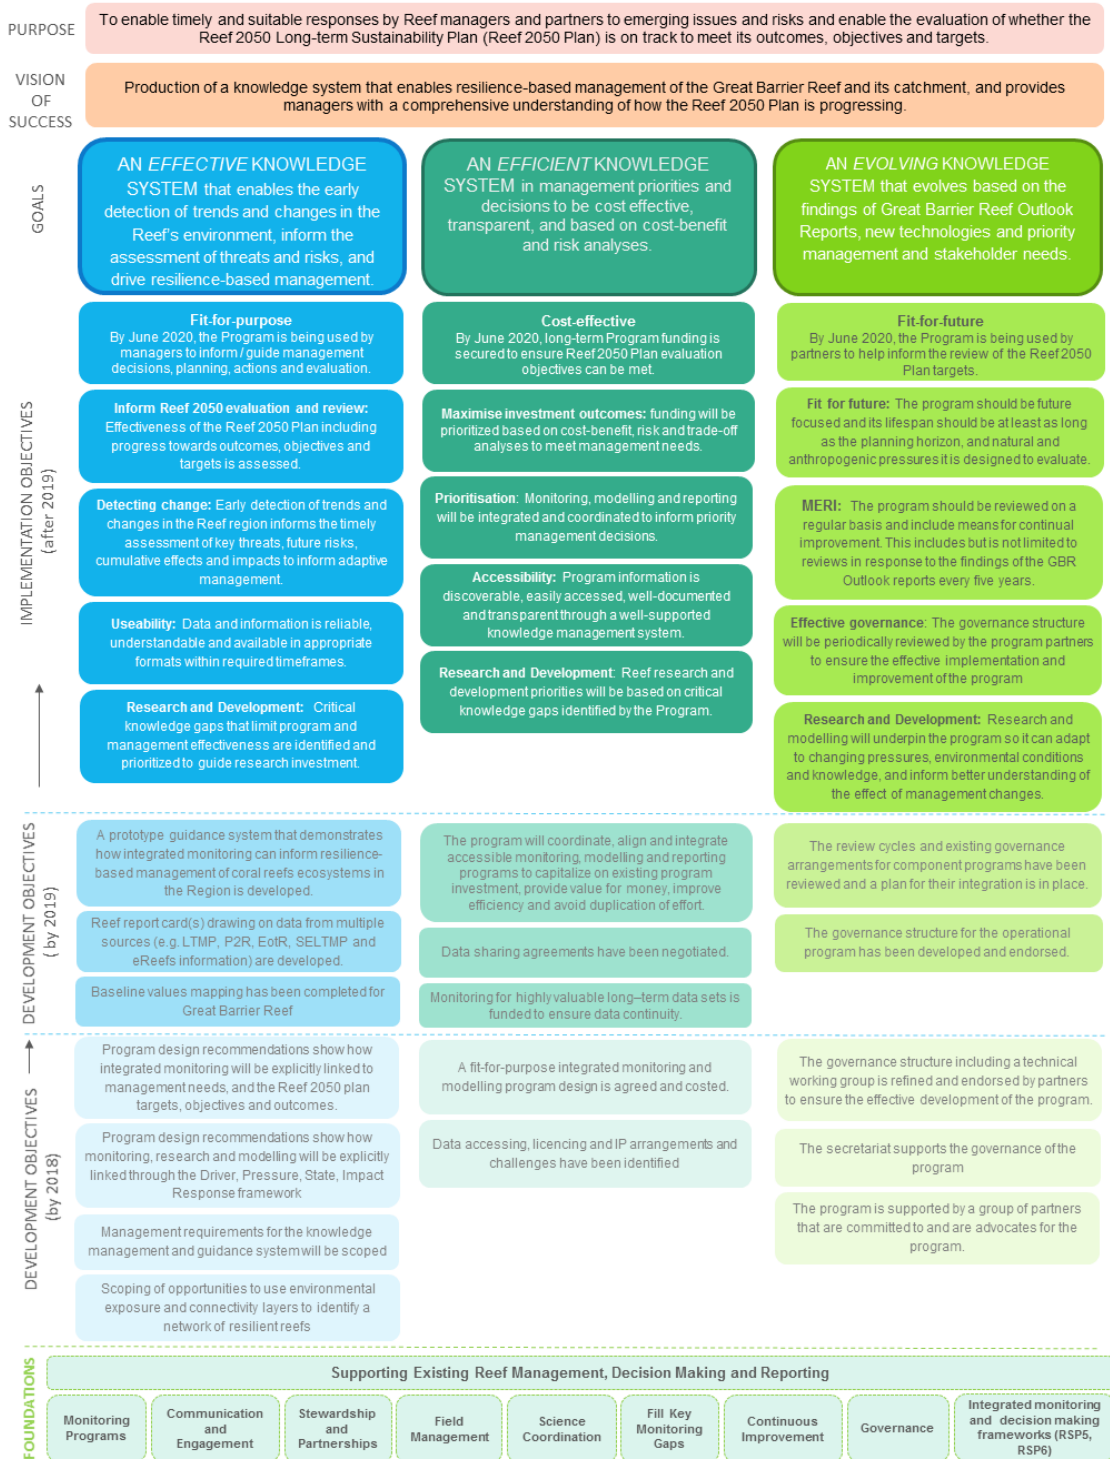 PURPOSE
To enable timely and suitable responses by Reef managers and partners to emerging issues and risks and enable the evaluation of whether the
Reef 2050 Long-term Sustainability Plan (Reef 2050 Plan) is on track to meet its outcomes, objectives and targets.
VISION
OF
SUCCESS
Production of a knowledge system that enables resilience-based management of the Great Barrier Reef and its catchment, and provides
managers with a comprehensive understanding of how the Reef 2050 Plan is progressing.
GOALS
AN EFFECTIVE KNOWLEDGE
SYSTEM that enables the early
detection of trends and changes in the
Reef's environment, inform the
assessment of threats and risks, and
drive resilience-based management.
AN EFFICIENT KNOWLEDGE
SYSTEM in management priorities and
decisions to be cost effective,
transparent, and based on cost-benefit
and risk analyses.
AN EVOLVING KNOWLEDGE
SYSTEM that evolves based on the
findings of Great Barrier Reef Outlook
Reports, new technologies and priority
management and stakeholder needs.
IMPLEMENTATION OBJECTIVES
(after 2019)
Fit-for-purpose
By June 2020, the Program is being used by
managers to inform / guide management
decisions, planning, actions and evaluation.
Inform Reef 2050 evaluation and review:
Effectiveness of the Reef 2050 Plan including
progress towards outcomes, objectives and
targets is assessed.
Detecting change: Early detection of trends and
changes in the Reef region informs the timely
assessment of key threats, future risks,
cumulative effects and impacts to inform adaptive
management.
Useability: Data and information is reliable,
understandable and available in appropriate
formats within required timeframes.
Research and Development: Critical
knowledge gaps that limit program and
management effectiveness are identified and
prioritized to guide research investment.
Cost-effective
By June 2020, long-term Program funding is
secured to ensure Reef 2050 Plan evaluation
objectives can be met.
Maximise investment outcomes: funding will be
prioritized based on cost-benefit, risk and trade-off
analyses to meet management needs.
Prioritisation: Monitoring, modelling and reporting
will be integrated and coordinated to inform priority
management decisions.
Accessibility: Program information is
discoverable, easily accessed, well-documented
and transparent through a well-supported
knowledge management system.
Research and Development: Reef research and
development priorities will be based on critical
knowledge gaps identified by the Program.
Fit-for-future
By June 2020, the Program is being used by
partners to help inform the review of the Reef 2050
Plan targets.
Fit for future: The program should be future
focused and its lifespan should be at least as long
as the planning horizon, and natural and
anthropogenic pressures it is designed to evaluate.
MERI: The program should be reviewed on a
regular basis and include means for continual
improvement. This includes but is not limited to
reviews in response to the findings of the GBR
Outlook reports every five years.
Effective governance: The governance structure
will be periodically reviewed by the program partners
to ensure the effective implementation and
improvement of the program
Research and Development: Research and
modelling will underpin the program so it can adapt
to changing pressures, environmental conditions
and knowledge, and inform better understanding of
the effect of management changes.
DEVELOPMENT OBJECTIVES
( by 2019)
A prototype guidance system that demonstrates
how integrated monitoring can inform resilience-
based management of coral reefs ecosystems in
the Region is developed.
Reef report card(s) drawing on data from multiple
sources (e.g. LTMP, P2R, EotR, SELTMP and
eReefs information) are developed.
Baseline values mapping has been completed for
Great Barrier Reef
The program will coordinate, align and integrate
accessible monitoring, modelling and reporting
programs to capitalize on existing program
investment, provide value for money, improve
efficiency and avoid duplication of effort.
Data sharing agreements have been negotiated.
Monitoring for highly valuable long–term data sets is
funded to ensure data continuity.
The review cycles and existing governance
arrangements for component programs have been
reviewed and a plan for their integration is in place.
The governance structure for the operational
program has been developed and endorsed.
DEVELOPMENT OBJECTIVES
(by 2018)
Program design recommendations show how
integrated monitoring will be explicitly linked to
management needs, and the Reef 2050 plan
targets, objectives and outcomes.
Program design recommendations show how
monitoring, research and modelling will be explicitly
linked through the Driver, Pressure, State, Impact
Response framework
Management requirements for the knowledge
management and guidance system will be scoped
Scoping of opportunities to use environmental
exposure and connectivity layers to identify a
network of resilient reefs
A fit-for-purpose integrated monitoring and
modelling program design is agreed and costed.
Data accessing, licencing and IP arrangements and
challenges have been identified
The governance structure including a technical
working group is refined and endorsed by partners
to ensure the effective development of the program.
The secretariat supports the governance of the
program
The program is supported by a group of partners
that are committed to and are advocates for the
program.
FOUNDATIONS
Supporting Existing Reef Management, Decision Making and Reporting
Monitoring
Programs
Communication
and
Engagement
Stewardship
and
Partnerships
Field
Management
Science
Coordination
Fill Key
Monitoring
Gaps
Continuous
Improvement
Governance
Integrated monitoring
and decision making
frameworks (RSP5,
RSP6)